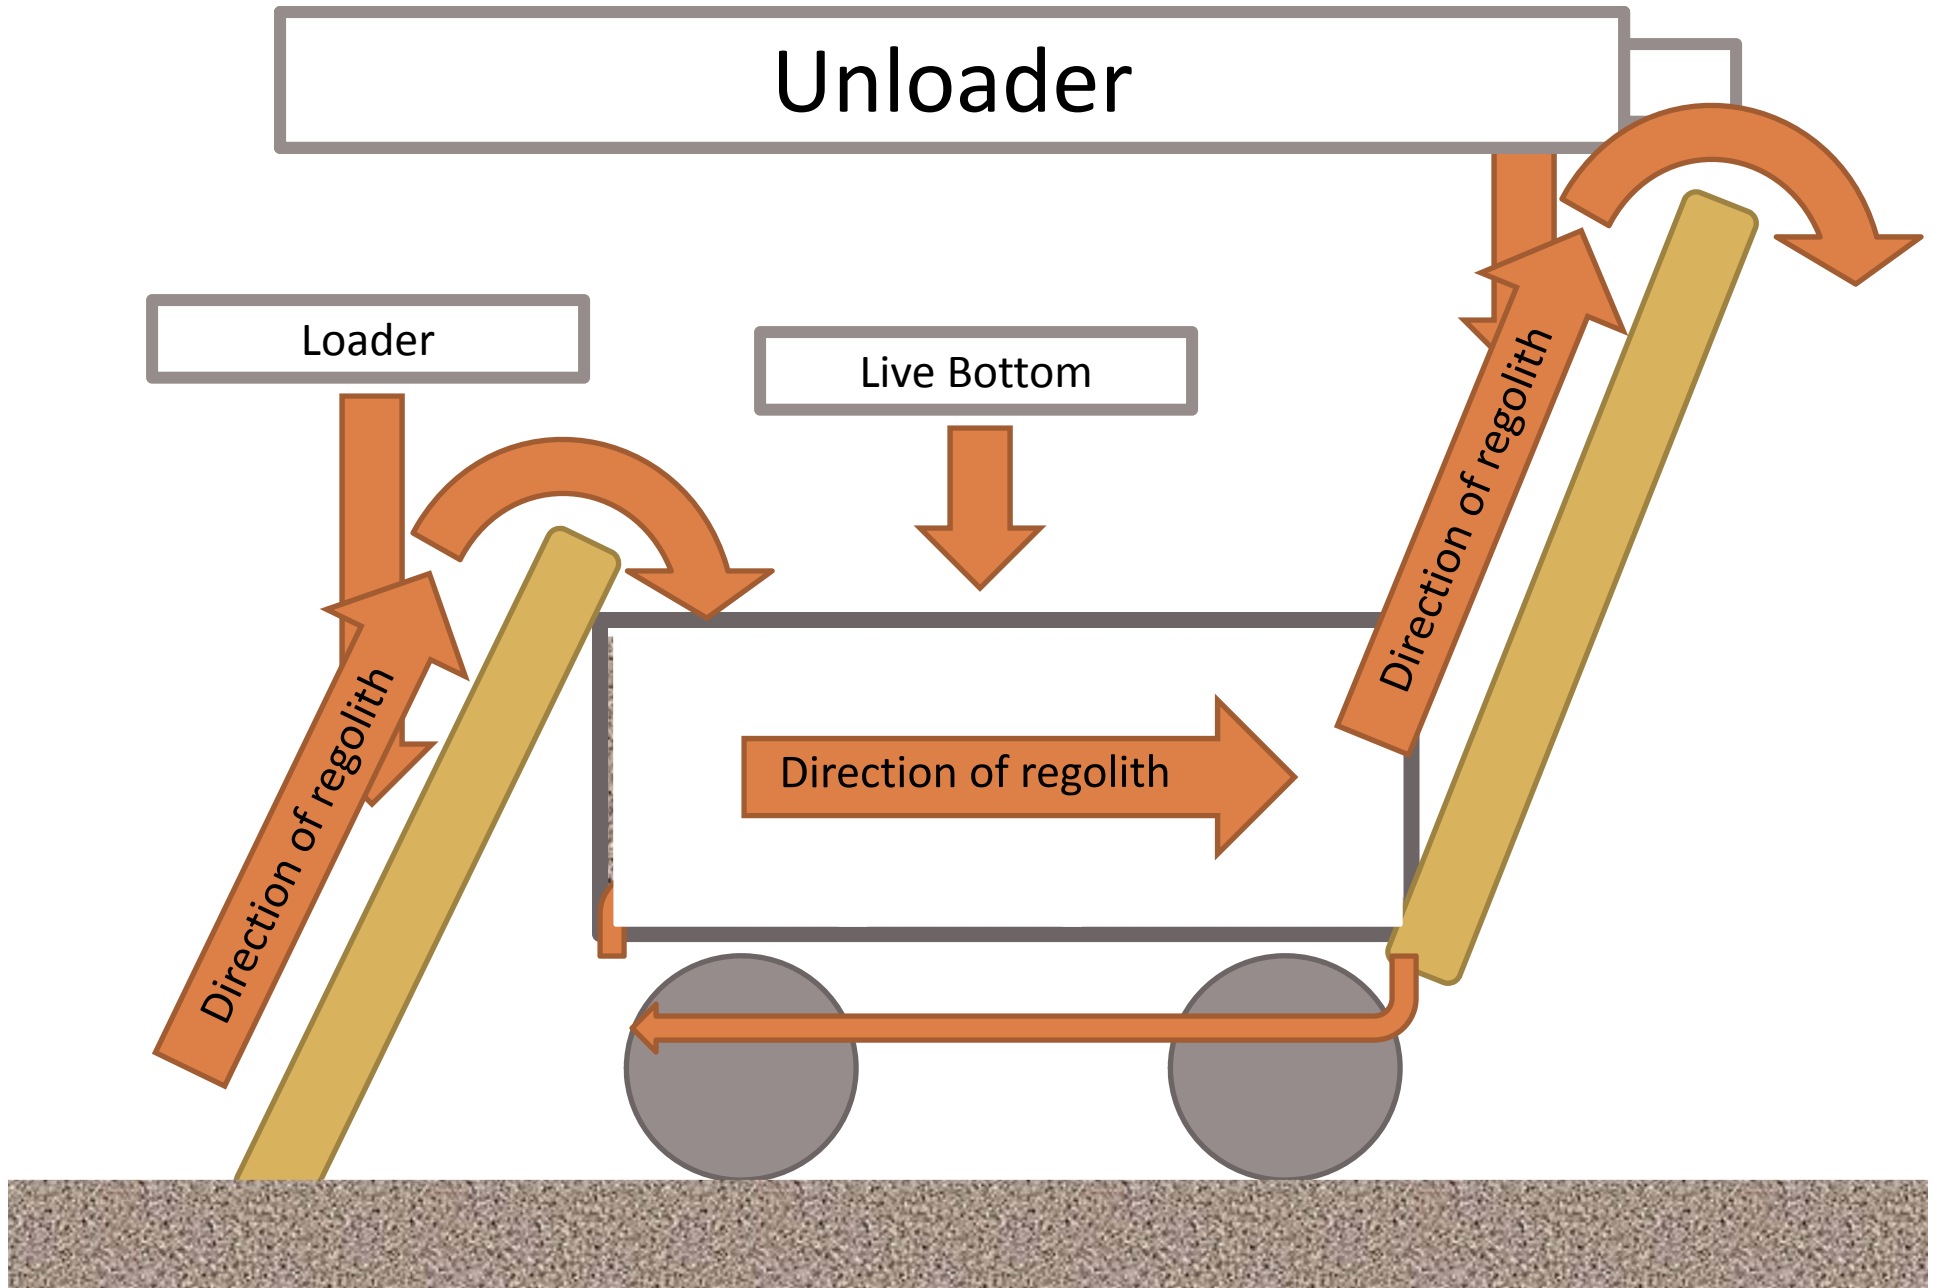 Unloader
Loader
Live Bottom
Direction of regolith
Direction of regolith
Direction of regolith